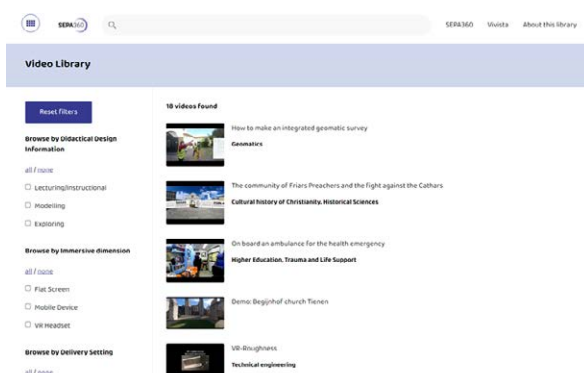 SEPA360
SEPA360 Vivista About this library
Video Library
Reset filters
18 videos found
Browse by Didactical Design
Information
all / none
Lecturing/Instructional
Modelling
Exploring
Browse by Immersive dimension
all / none
Flat Screen
Mobile Device
VR Headset
Browse by Delivery Setting
all / none
How to make an integrated geomatic survey
Geomatics
The community of Friars Preachers and the fight against the Cathars
Cultural history of Christianity, Historical Sciences
On board an ambulance for the health emergency
Higher Education, Trauma and Life Support
Demo: Begijnhof church Tienen
VR-Roughness
Technical engineering